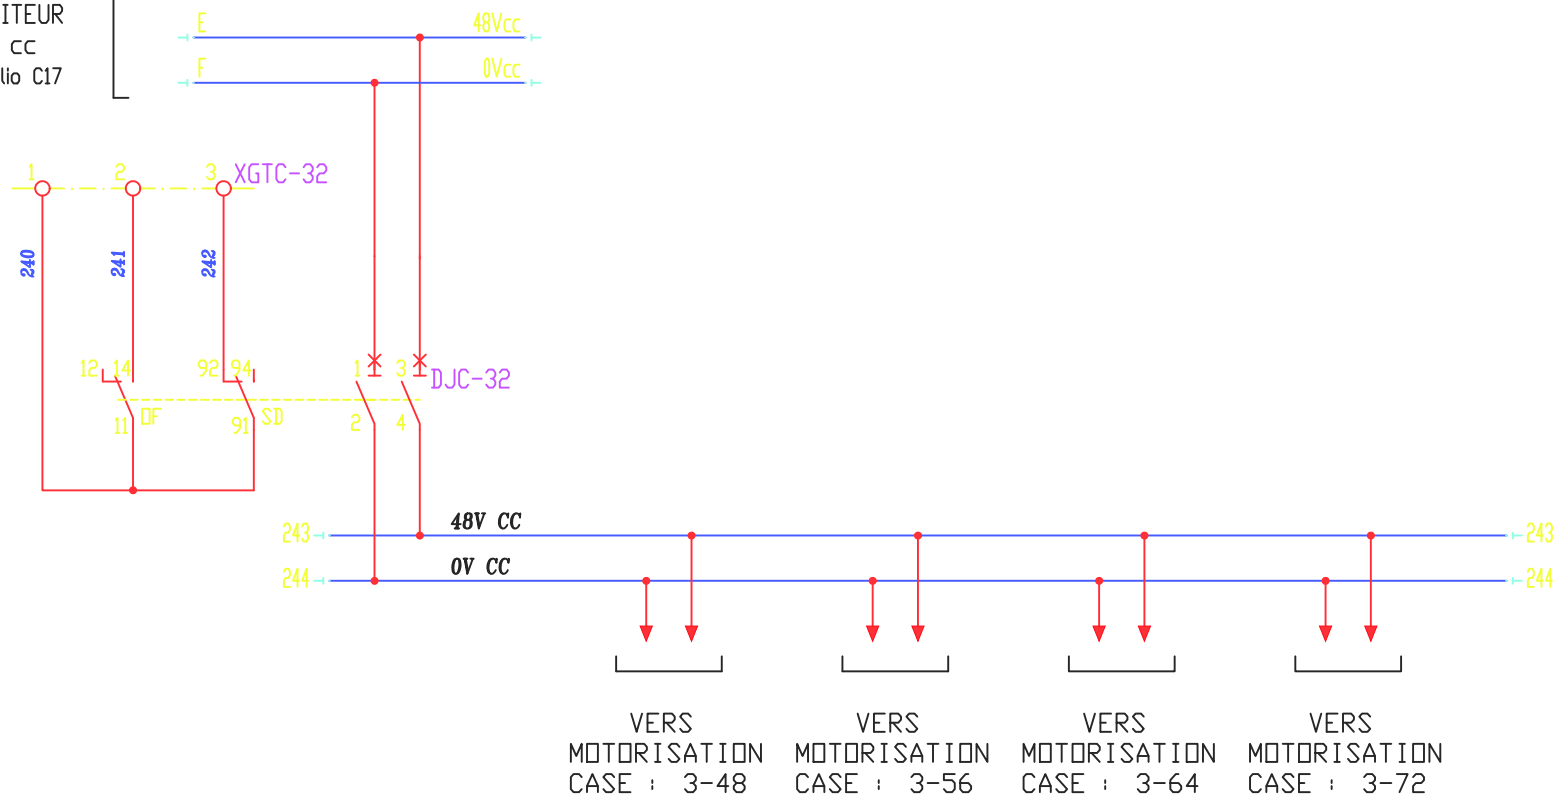 ITEUR
cc
lio C17
E 48Vcc
F 0Vcc
1 2 3 XGTC-32
240 241 242
12 14 92 94 1 3
DJC-32
11 OF 91 SD 2 4
48V CC
243 243
0V CC
244 244
VERS VERS VERS VERS
MOTORISATION MOTORISATION MOTORISATION MOTORISATION
CASE : 3-48 CASE : 3-56 CASE : 3-64 CASE : 3-72